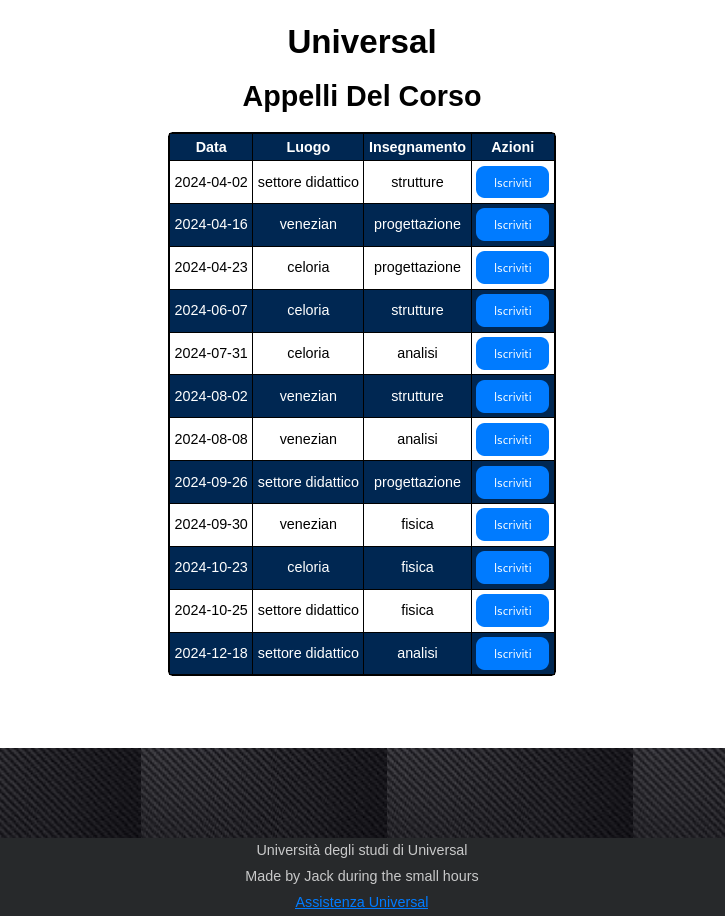 Universal
Appelli Del Corso
Data Luogo Insegnamento Azioni
2024-04-02 settore didattico strutture Iscriviti
2024-04-16 venezian progettazione Iscriviti
2024-04-23 celoria progettazione Iscriviti
2024-06-07 celoria strutture Iscriviti
2024-07-31 celoria analisi Iscriviti
2024-08-02 venezian strutture Iscriviti
2024-08-08 venezian analisi Iscriviti
2024-09-26 settore didattico progettazione Iscriviti
2024-09-30 venezian fisica Iscriviti
2024-10-23 celoria fisica Iscriviti
2024-10-25 settore didattico fisica Iscriviti
2024-12-18 settore didattico analisi Iscriviti
Università degli studi di Universal
Made by Jack during the small hours
Assistenza Universal